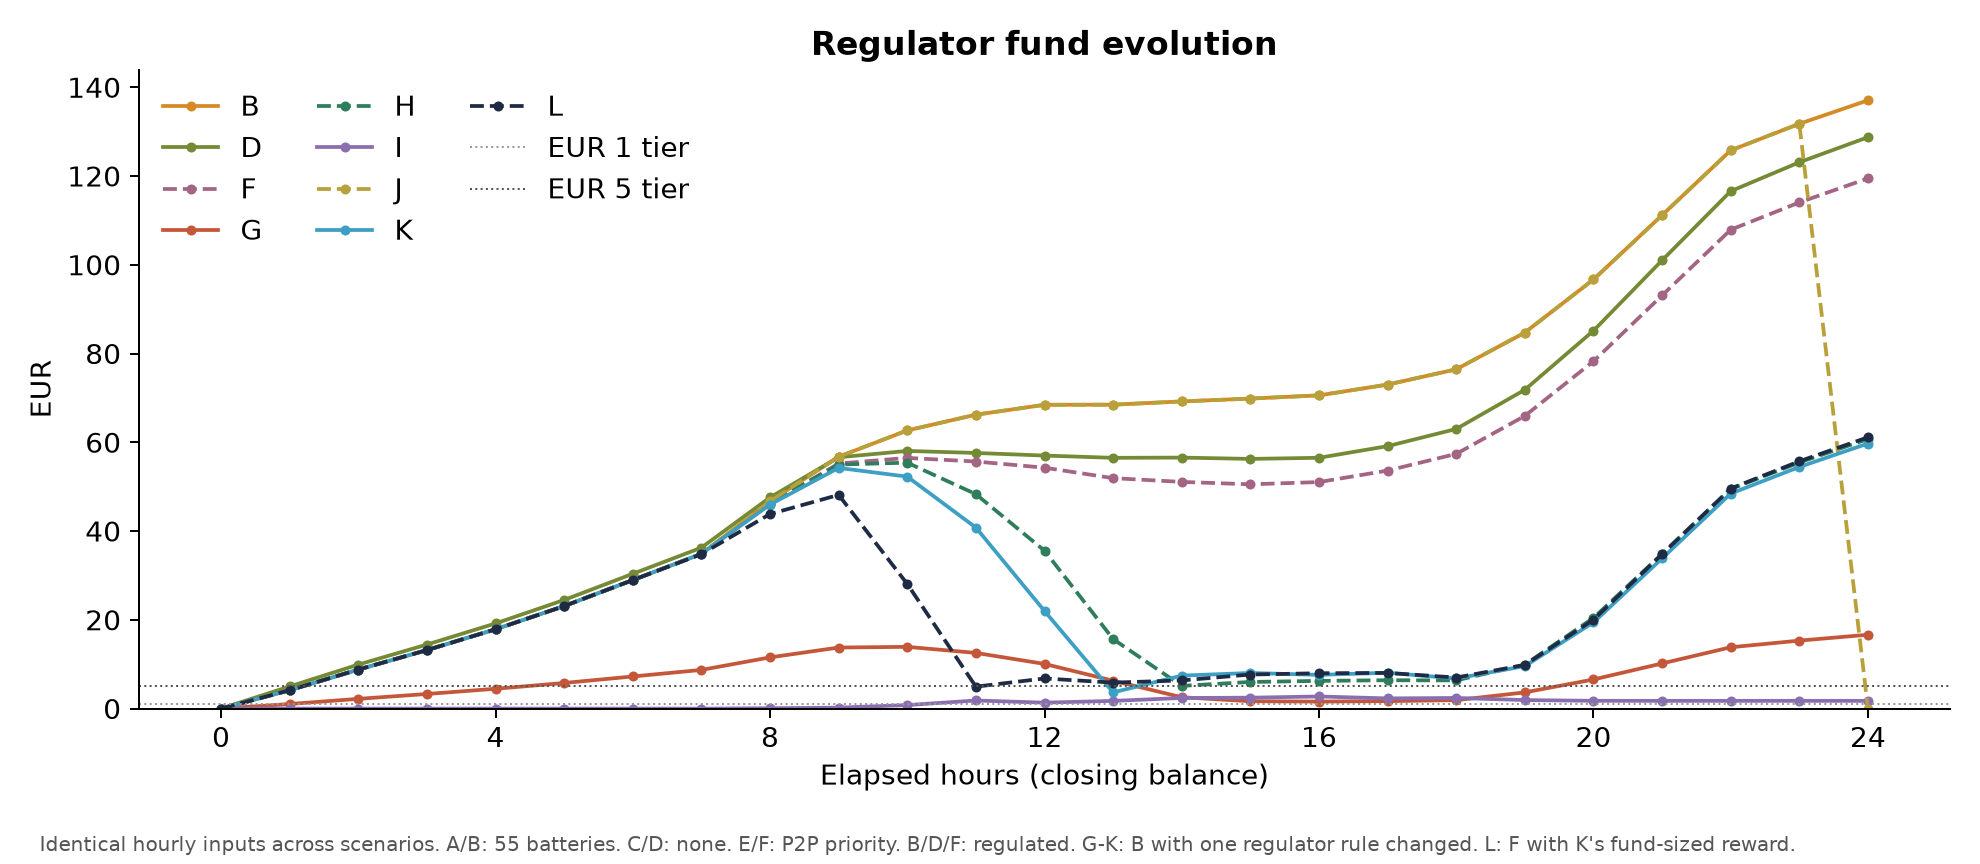 Regulator fund evolution
B
D
F
G
H
I
J
K
L
EUR 1 tier
EUR 5 tier
EUR
140
120
100
80
60
40
20
0
0 4 8 12 16 20 24
Elapsed hours (closing balance)
Identical hourly inputs across scenarios. A/B: 55 batteries. C/D: none. E/F: P2P priority. B/D/F: regulated. G-K: B with one regulator rule changed. L: F with K's fund-sized reward.